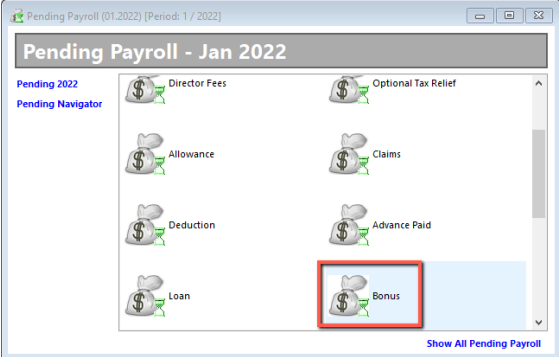 Pending Payroll (01.2022) [Period: 1 / 2022]
Pending Payroll - Jan 2022
Pending 2022
Pending Navigator
Director Fees
Optional Tax Relief
Allowance
Claims
Deduction
Advance Paid
Loan
Bonus
Show All Pending Payroll